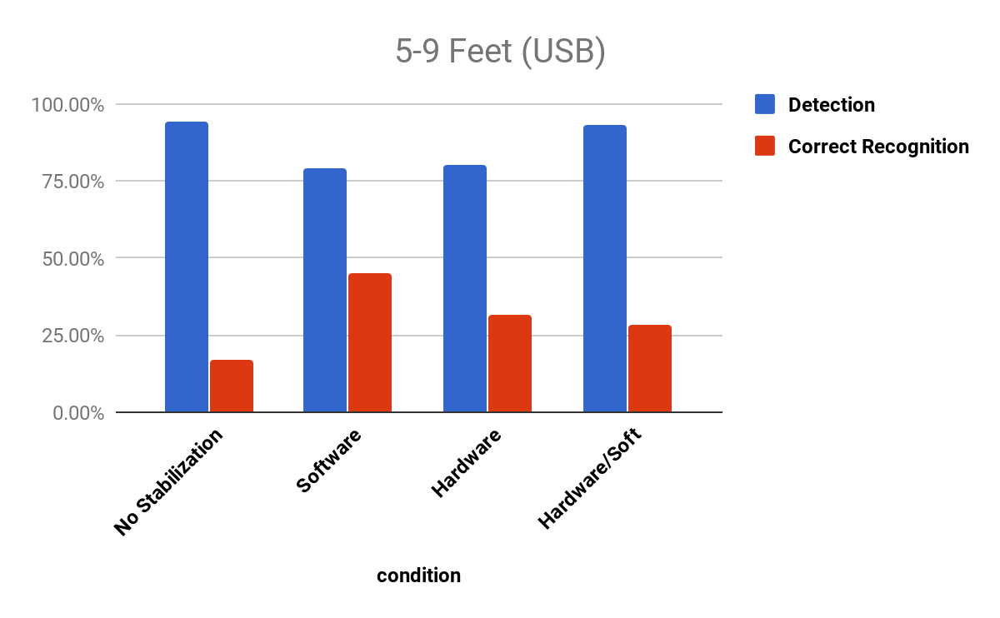 5-9 Feet (USB)
100.00%
75.00%
50.00%
25.00%
0.00%
Detection
Correct Recognition
No Stabilization
Software
Hardware
Hardware/Soft
condition